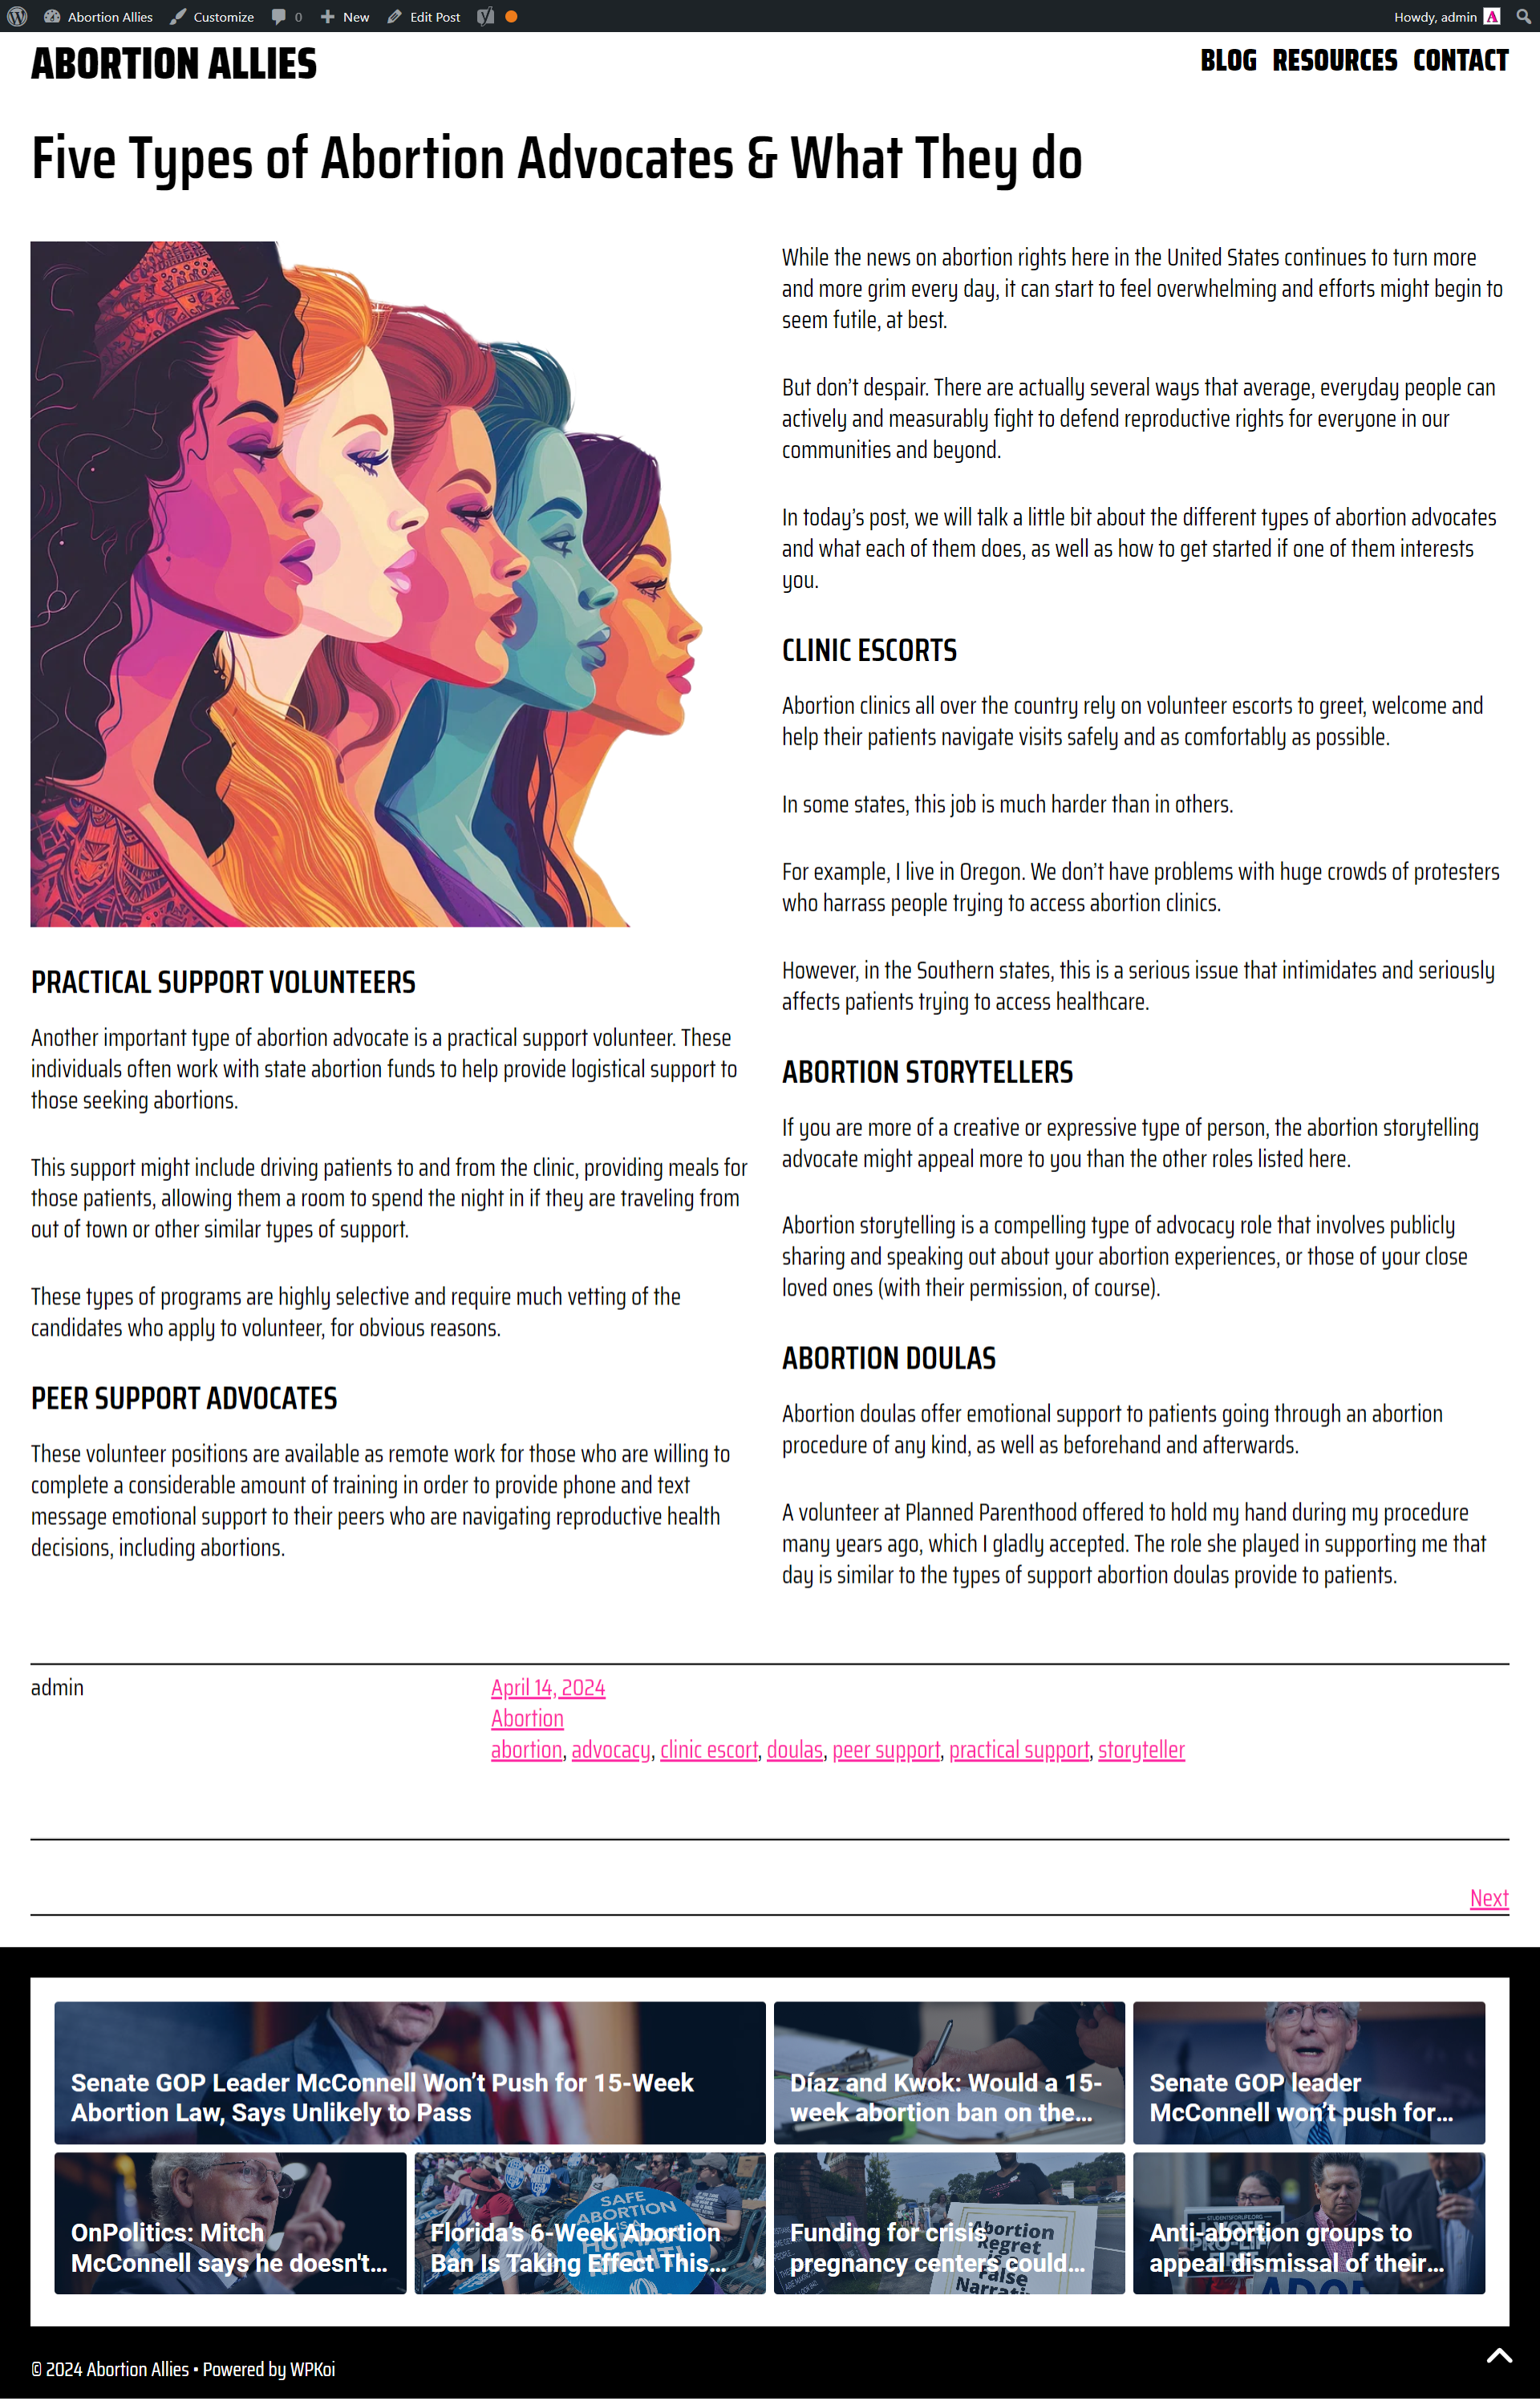 Abortion Allies Customize 0 New Edit Post Howdy, admin A
ABORTION ALLIES
BLOG RESOURCES CONTACT
Five Types of Abortion Advocates & What They do
PRACTICAL SUPPORT VOLUNTEERS
Another important type of abortion advocate is a practical support volunteer. These
individuals often work with state abortion funds to help provide logistical support to
those seeking abortions.
This support might include driving patients to and from the clinic, providing meals for
those patients, allowing them a room to spend the night in if they are traveling from
out of town or other similar types of support.
These types of programs are highly selective and require much vetting of the
candidates who apply to volunteer, for obvious reasons.
PEER SUPPORT ADVOCATES
These volunteer positions are available as remote work for those who are willing to
complete a considerable amount of training in order to provide phone and text
message emotional support to their peers who are navigating reproductive health
decisions, including abortions.
While the news on abortion rights here in the United States continues to turn more
and more grim every day, it can start to feel overwhelming and efforts might begin to
seem futile, at best.
But don’t despair. There are actually several ways that average, everyday people can
actively and measurably fight to defend reproductive rights for everyone in our
communities and beyond.
In today’s post, we will talk a little bit about the different types of abortion advocates
and what each of them does, as well as how to get started if one of them interests
you.
CLINIC ESCORTS
Abortion clinics all over the country rely on volunteer escorts to greet, welcome and
help their patients navigate visits safely and as comfortably as possible.
In some states, this job is much harder than in others.
For example, I live in Oregon. We don’t have problems with huge crowds of protesters
who harrass people trying to access abortion clinics.
However, in the Southern states, this is a serious issue that intimidates and seriously
affects patients trying to access healthcare.
ABORTION STORYTELLERS
If you are more of a creative or expressive type of person, the abortion storytelling
advocate might appeal more to you than the other roles listed here.
Abortion storytelling is a compelling type of advocacy role that involves publicly
sharing and speaking out about your abortion experiences, or those of your close
loved ones (with their permission, of course).
ABORTION DOULAS
Abortion doulas offer emotional support to patients going through an abortion
procedure of any kind, as well as beforehand and afterwards.
A volunteer at Planned Parenthood offered to hold my hand during my procedure
many years ago, which I gladly accepted. The role she played in supporting me that
day is similar to the types of support abortion doulas provide to patients.
admin
April 14, 2024
Abortion
abortion, advocacy, clinic escort, doulas, peer support, practical support, storyteller
Next
Senate GOP Leader McConnell Won’t Push for 15-Week
Abortion Law, Says Unlikely to Pass
Díaz and Kwok: Would a 15-
week abortion ban on the...
Senate GOP leader
McConnell won’t push for...
OnPolitics: Mitch
McConnell says he doesn't...
SAFE
ABORTION
Florida’s 6-Week Abortion
Ban Is Taking Effect This...
Abortion
Regret
False
Funding for crisis
pregnancy centers could...
Anti-abortion groups to
appeal dismissal of their...
© 2024 Abortion Allies • Powered by WPKoi